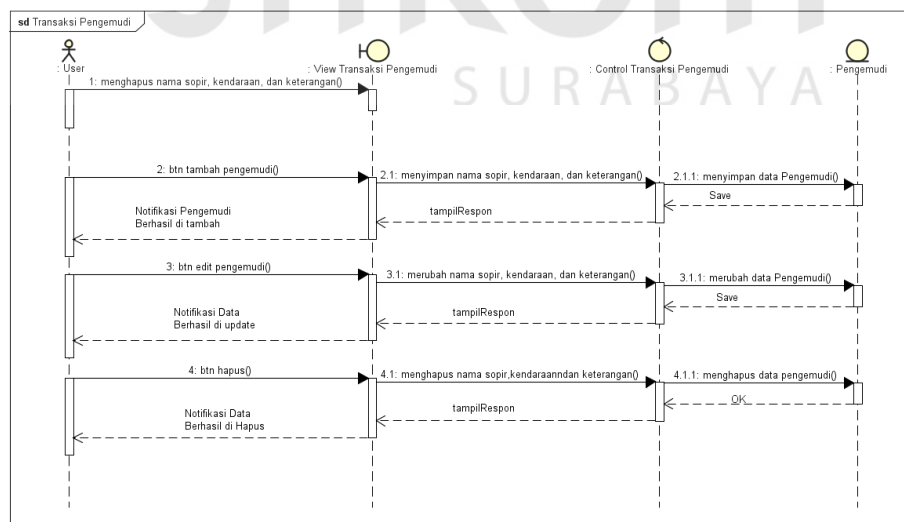 sd Transaksi Pengemudi
SURABAYA
: User
: View Transaksi Pengemudi
: Control Transaksi Pengemudi
: Pengemudi
1: menghapus nama sopir, kendaraan, dan keterangan()
2: btn tambah pengemudi()
2.1: menyimpan nama sopir, kendaraan, dan keterangan()
2.1.1: menyimpan data Pengemudi()
Save
tampilRespon
Notifikasi Pengemudi
Berhasil di tambah
3: btn edit pengemudi()
3.1: merubah nama sopir, kendaraan, dan keterangan()
3.1.1: merubah data Pengemudi()
Save
tampilRespon
Notifikasi Data
Berhasil di update
4: btn hapus()
4.1: menghapus nama sopir,kendaraanndan keterangan()
4.1.1: menghapus data pengemudi()
OK
tampilRespon
Notifikasi Data
Berhasil di Hapus